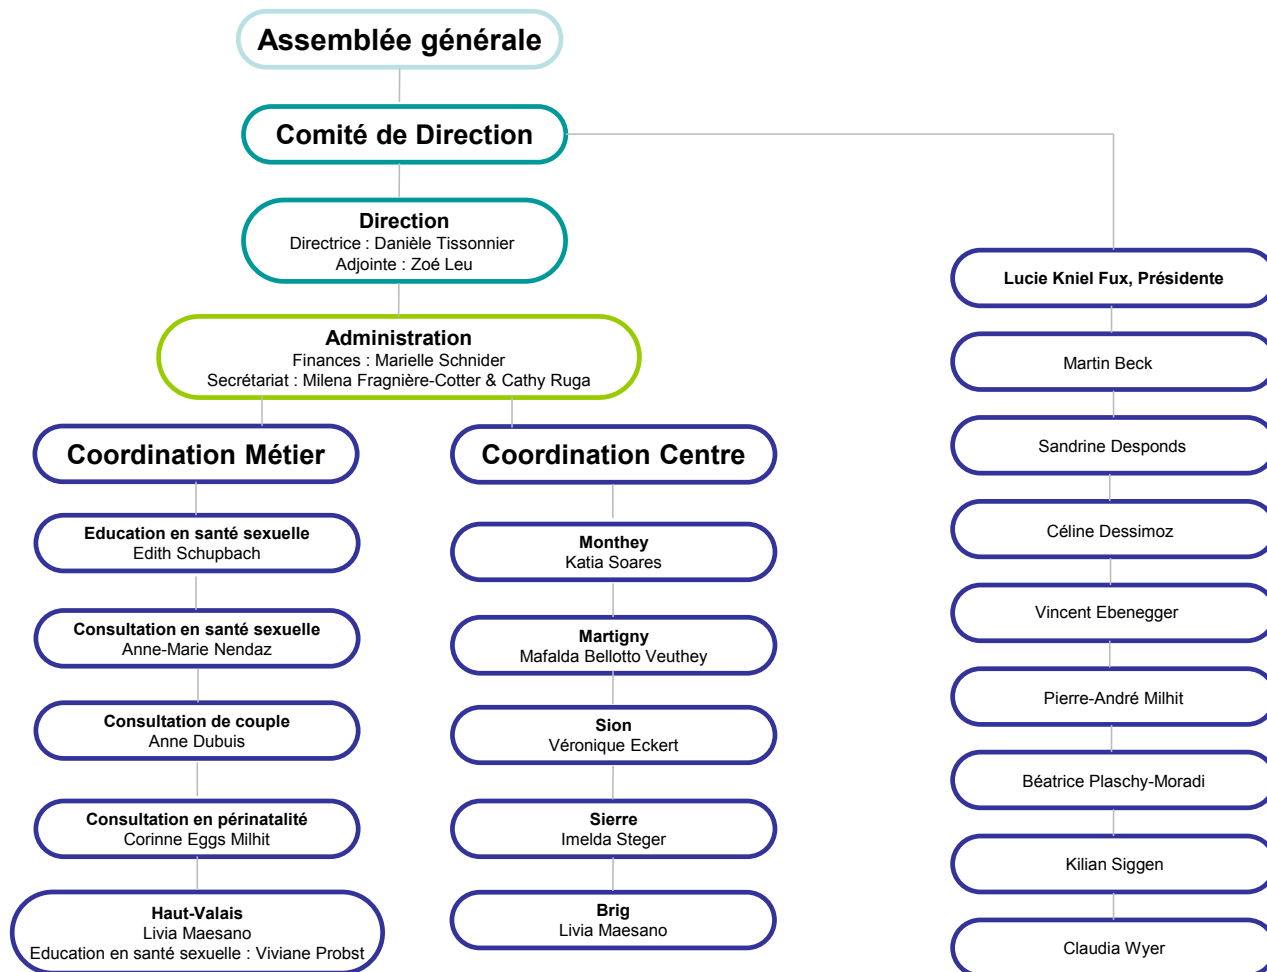 Assemblée générale
Comité de Direction
Direction
Directrice : Danièle Tissonnier
Adjointe : Zoé Leu
Administration
Finances : Marielle Schnider
Secrétariat : Milena Fragnière-Cotter & Cathy Ruga
Coordination Métier
Education en santé sexuelle
Edith Schupbach
Consultation en santé sexuelle
Anne-Marie Nendaz
Consultation de couple
Anne Dubuis
Consultation en périnatalité
Corinne Eggs Milhit
Haut-Valais
Livia Maesano
Education en santé sexuelle : Viviane Probst
Coordination Centre
Monthey
Katia Soares
Martigny
Mafalda Bellotto Veuthey
Sion
Véronique Eckert
Sierre
Imelda Steger
Brig
Livia Maesano
Lucie Kniel Fux, Présidente
Martin Beck
Sandrine Desponds
Céline Dessimoz
Vincent Ebenegger
Pierre-André Milhit
Béatrice Plaschy-Moradi
Kilian Siggen
Claudia Wyer